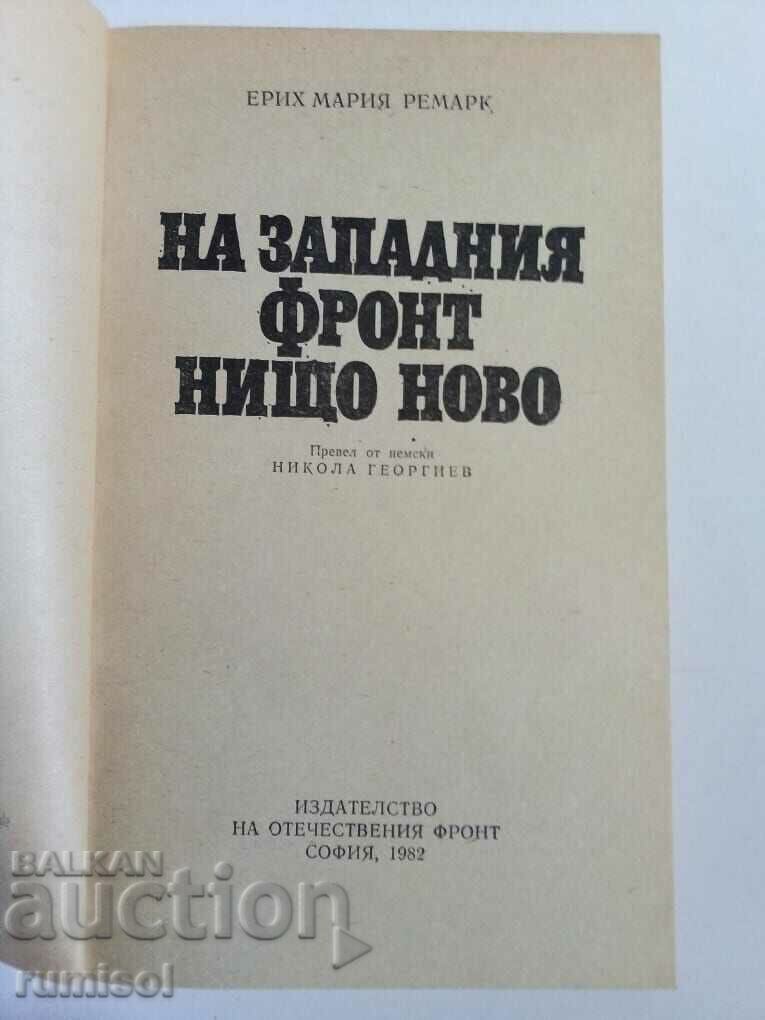 ЕРИХ МАРИЯ РЕМАРК
НА ЗАПАДНИЯ
ФРОНТ
НИЩО НОВО
Превел от немски
НИКОЛА ГЕОРГИЕВ
ИЗДАТЕЛСТВО
НА ОТЕЧЕСТВЕНИЯ ФРОНТ
СОФИЯ, 1982
BALKAN
auction
rumisol